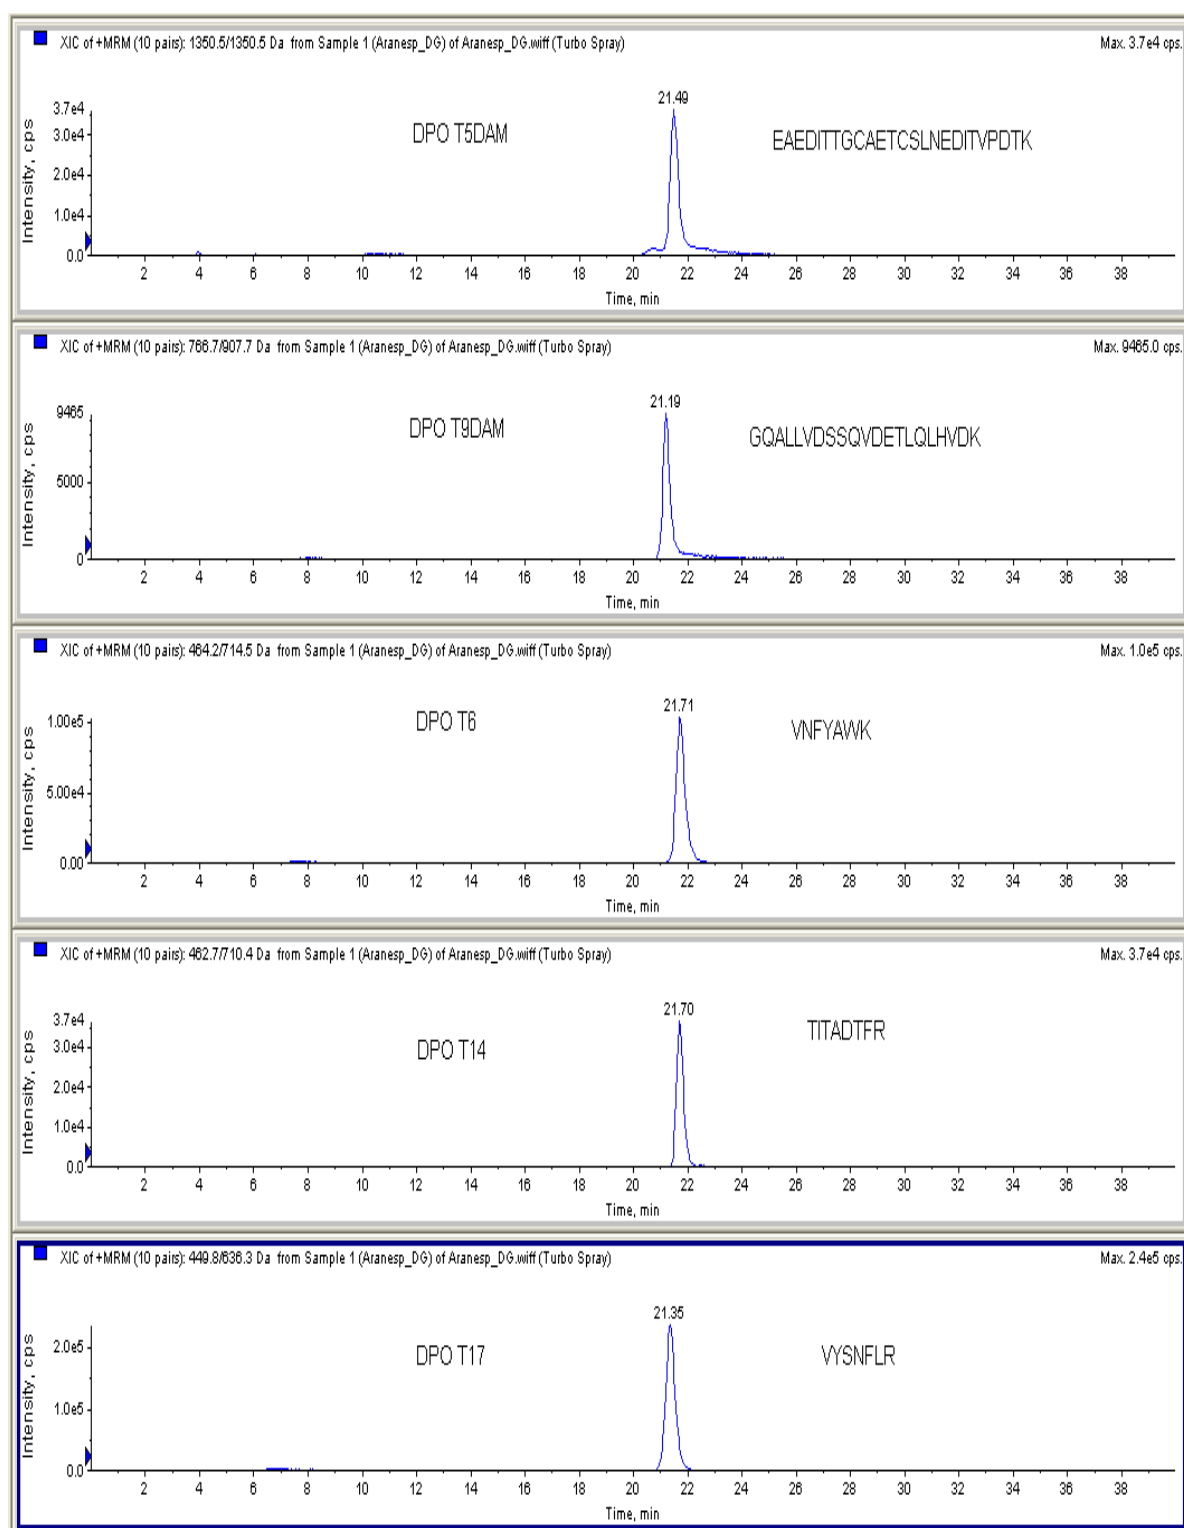 XIC of +MRM (10 pairs): 1350.5/1350.5 Da from Sample 1 (Aranesp_DG) of Aranesp_DG.wiff (Turbo Spray) Max. 3.7e4 cps.
21.49
3.7e4
DPO T5DAM EAEDITTGCAETCSLNEDITVPDTK
3.0e4
2.0e4
1.0e4
0.0
Intensity, cps
2 4 6 8 10 12 14 16 18 20 22 24 26 28 30 32 34 36 38
Time, min
XIC of +MRM (10 pairs): 766.7/907.7 Da from Sample 1 (Aranesp_DG) of Aranesp_DG.wiff (Turbo Spray) Max. 9465.0 cps.
21.19
9465
DPO T9DAM GQALLVDSSQVDETLQLHVDK
5000
0
Intensity, cps
2 4 6 8 10 12 14 16 18 20 22 24 26 28 30 32 34 36 38
Time, min
XIC of +MRM (10 pairs): 464.2/714.5 Da from Sample 1 (Aranesp_DG) of Aranesp_DG.wiff (Turbo Spray) Max. 1.0e5 cps.
21.71
1.00e5
DPO T6 VNFYAWK
5.00e4
0.00
Intensity, cps
2 4 6 8 10 12 14 16 18 20 22 24 26 28 30 32 34 36 38
Time, min
XIC of +MRM (10 pairs): 462.7/710.4 Da from Sample 1 (Aranesp_DG) of Aranesp_DG.wiff (Turbo Spray) Max. 3.7e4 cps.
21.70
3.7e4
DPO T14 TITADTFR
3.0e4
2.0e4
1.0e4
0.0
Intensity, cps
2 4 6 8 10 12 14 16 18 20 22 24 26 28 30 32 34 36 38
Time, min
XIC of +MRM (10 pairs): 449.8/636.3 Da from Sample 1 (Aranesp_DG) of Aranesp_DG.wiff (Turbo Spray) Max. 2.4e5 cps.
21.35
2.0e5
DPO T17 VYSNFLR
1.0e5
0.0
Intensity, cps
2 4 6 8 10 12 14 16 18 20 22 24 26 28 30 32 34 36 38
Time, min